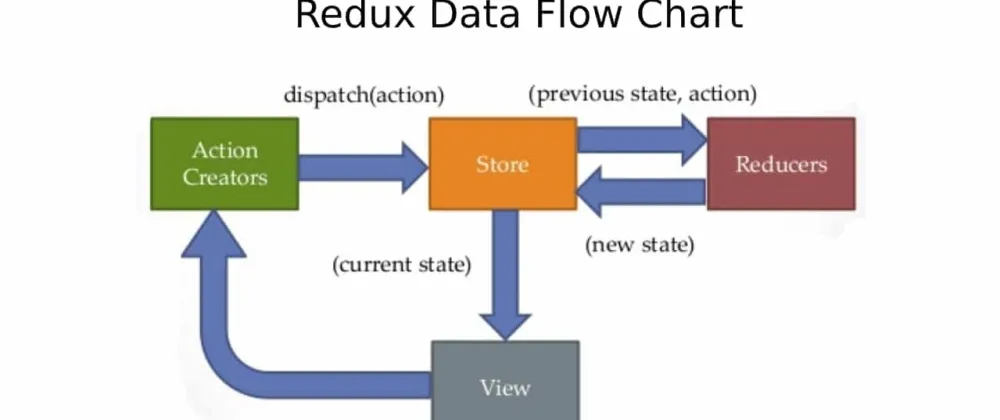 Redux Data Flow Chart
dispatch(action)
(previous state, action)
Action
Creators
Store
Reducers
(new state)
(current state)
View